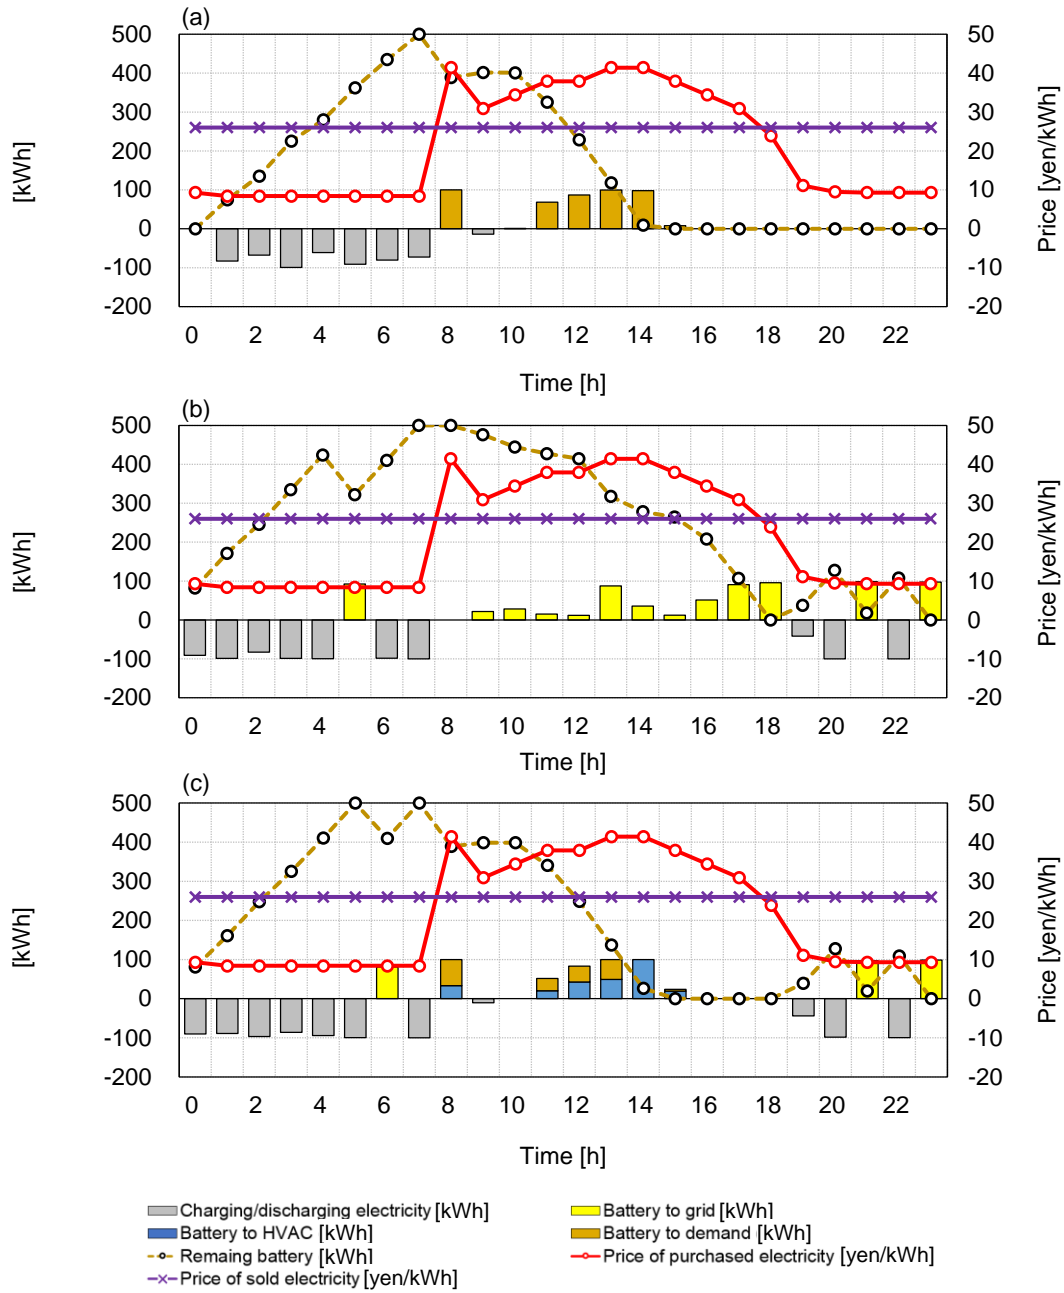 (a)
500 50
400 40
300 30
200 20
100 10
0 0
-100 -10
-200 -20
[kWh]
Price [yen/kWh]
0 2 4 6 8 10 12 14 16 18 20 22
Time [h]
(b)
500 50
400 40
300 30
200 20
100 10
0 0
-100 -10
-200 -20
[kWh]
Price [yen/kWh]
0 2 4 6 8 10 12 14 16 18 20 22
Time [h]
(c)
500 50
400 40
300 30
200 20
100 10
0 0
-100 -10
-200 -20
[kWh]
Price [yen/kWh]
0 2 4 6 8 10 12 14 16 18 20 22
Time [h]
Charging/discharging electricity [kWh] Battery to grid [kWh]
Battery to HVAC [kWh] Battery to demand [kWh]
Remaing battery [kWh] Price of purchased electricity [yen/kWh]
Price of sold electricity [yen/kWh]